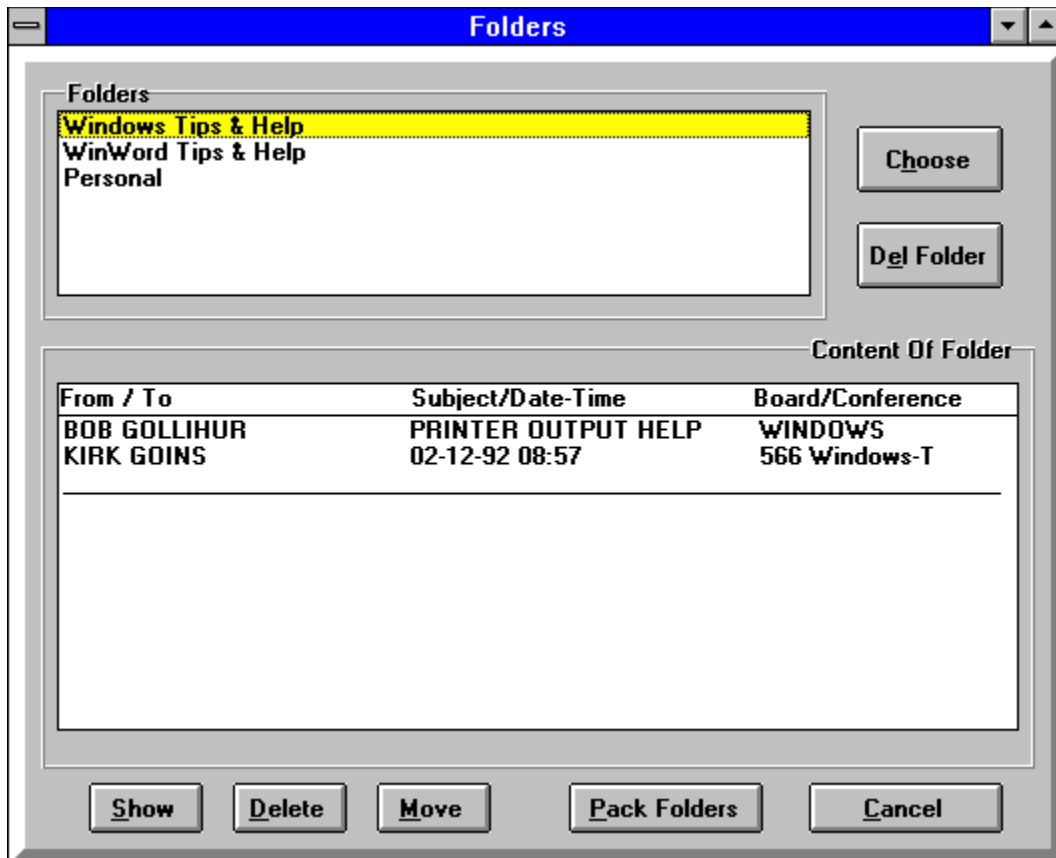 Folders
Folders
Windows Tips & Help
WinWord Tips & Help
Personal
Choose
Del Folder
Content Of Folder
From / To Subject/Date-Time Board/Conference
BOB GOLLIHUR PRINTER OUTPUT HELP WINDOWS
KIRK GOINS 02-12-92 08:57 566 Windows-T
Show Delete Move Pack Folders Cancel